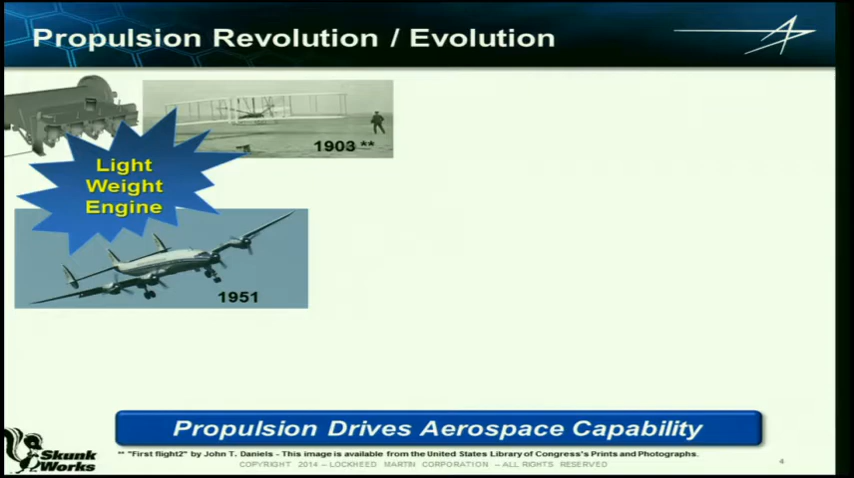 Propulsion Revolution / Evolution
1903 **
Light
Weight
Engine
1951
Propulsion Drives Aerospace Capability
** "First flight2" by John T. Daniels - This image is available from the United States Library of Congress's Prints and Photographs.
Skunk
Works
COPYRIGHT 2014 – LOCKHEED MARTIN CORPORATION – ALL RIGHTS RESERVED
4